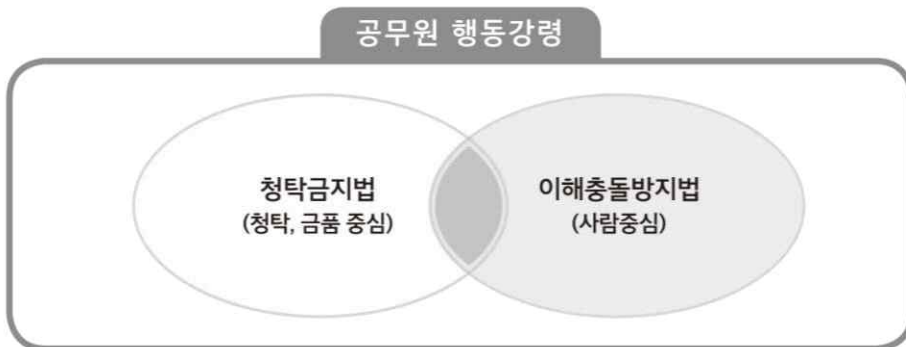 공무원 행동강령
청탁금지법
(청탁, 금품 중심)
이해충돌방지법
(사람중심)